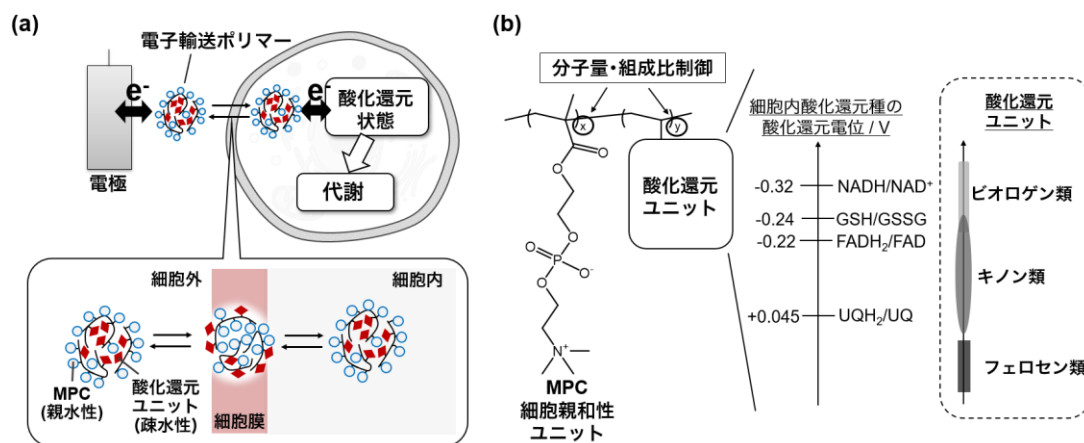 (a)
電子輸送ポリマー
e-
e-
酸化還元
状態
代謝
電極
細胞外
細胞内
MPC
(親水性)
酸化還元
ユニット
(疎水性)
細胞膜
(b)
分子量・組成比制御
x
y
O
O
酸化還元
ユニット
O
O
P
O-
O
N+
MPC
細胞親和性
ユニット
細胞内酸化還元種の
酸化還元電位 / V
-0.32 NADH/NAD+
-0.24 GSH/GSSG
-0.22 FADH2/FAD
+0.045 UQH2/UQ
酸化還元
ユニット
ビオロゲン類
キノン類
フェロセン類